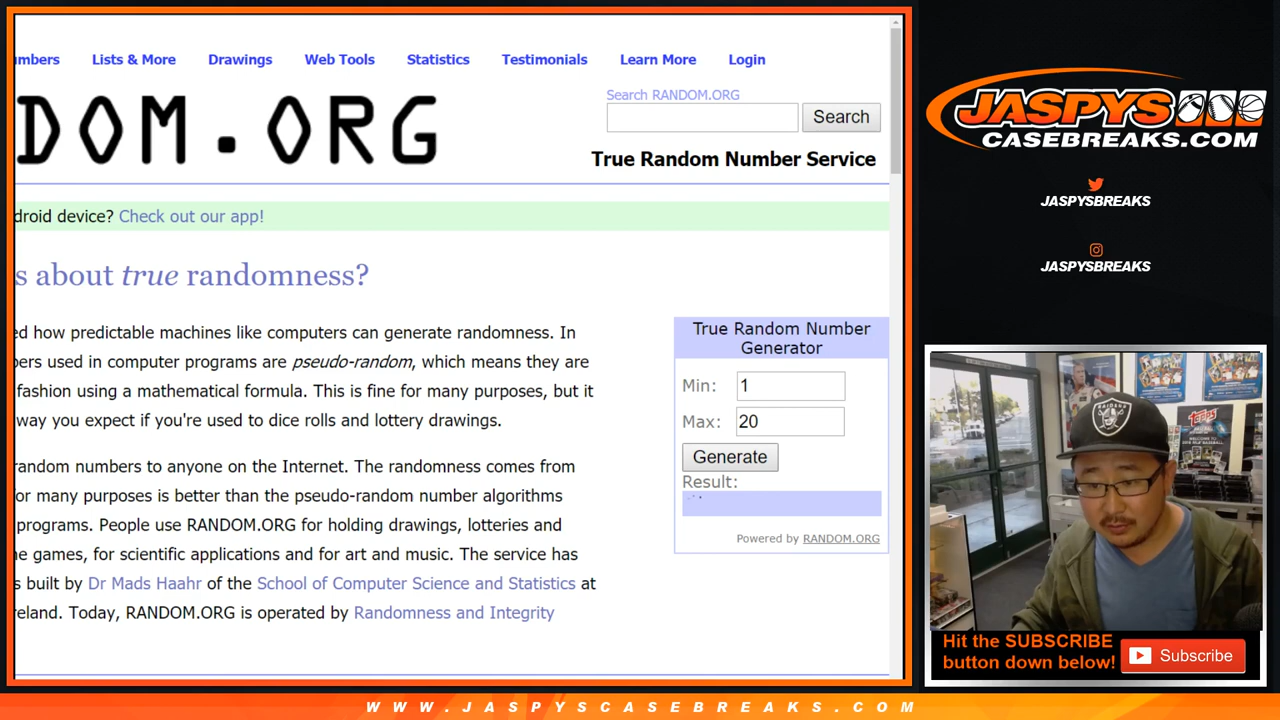 umbers Lists & More Drawings Web Tools Statistics Testimonials Learn More Login
Search RANDOM.ORG
Search
DOM.ORG
True Random Number Service
droid device? Check out our app!
s about true randomness?
ed how predictable machines like computers can generate randomness. In
bers used in computer programs are pseudo-random, which means they are
fashion using a mathematical formula. This is fine for many purposes, but it
way you expect if you're used to dice rolls and lottery drawings.
random numbers to anyone on the Internet. The randomness comes from
for many purposes is better than the pseudo-random number algorithms
programs. People use RANDOM.ORG for holding drawings, lotteries and
e games, for scientific applications and for art and music. The service has
s built by Dr Mads Haahr of the School of Computer Science and Statistics at
reland. Today, RANDOM.ORG is operated by Randomness and Integrity
True Random Number
Generator
Min: 1
Max: 20
Generate
Result:
Powered by RANDOM.ORG
JASPYS
CASEBREAKS.COM
JASPYSBREAKS
JASPYSBREAKS
RAIDERS
TOPPS
Hit the SUBSCRIBE
button down below!
Subscribe
WWW.JASPYSCASEBREAKS.COM